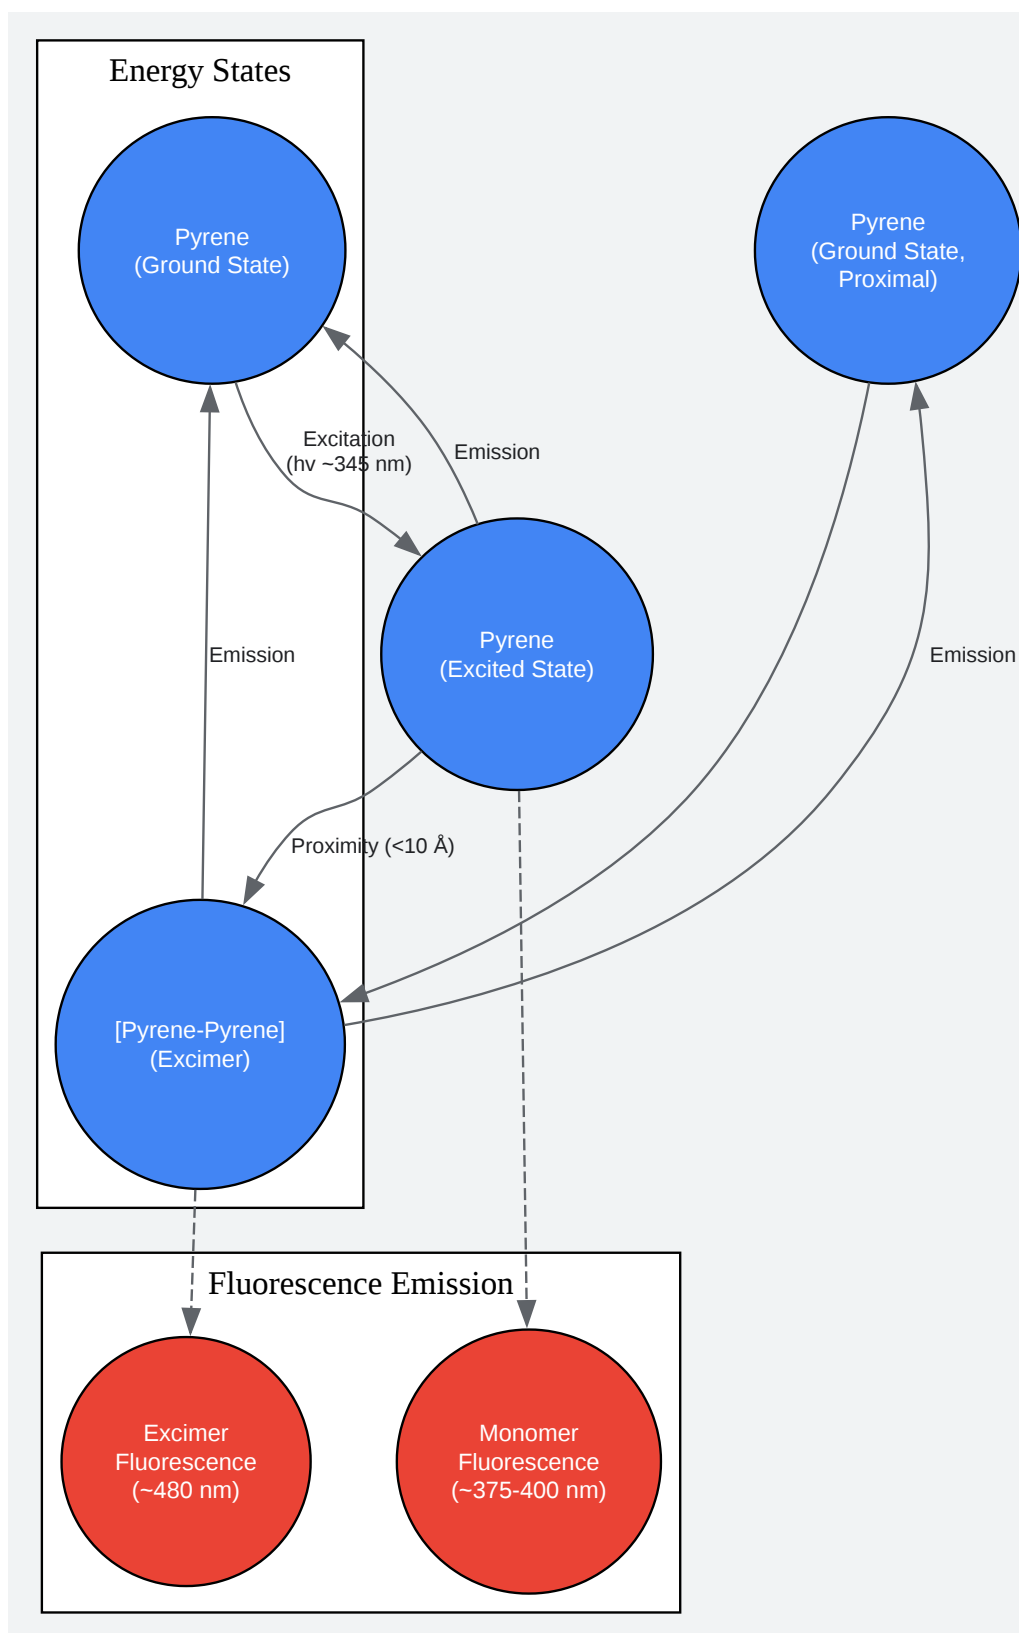 Energy States
Pyrene
(Ground State)
Pyrene
(Ground State,
Proximal)
Excitation
(hv ~345 nm)
Emission
Pyrene
(Excited State)
Emission
Emission
Proximity (<10 Å)
[Pyrene-Pyrene]
(Excimer)
Fluorescence Emission
Excimer
Fluorescence
(~480 nm)
Monomer
Fluorescence
(~375-400 nm)